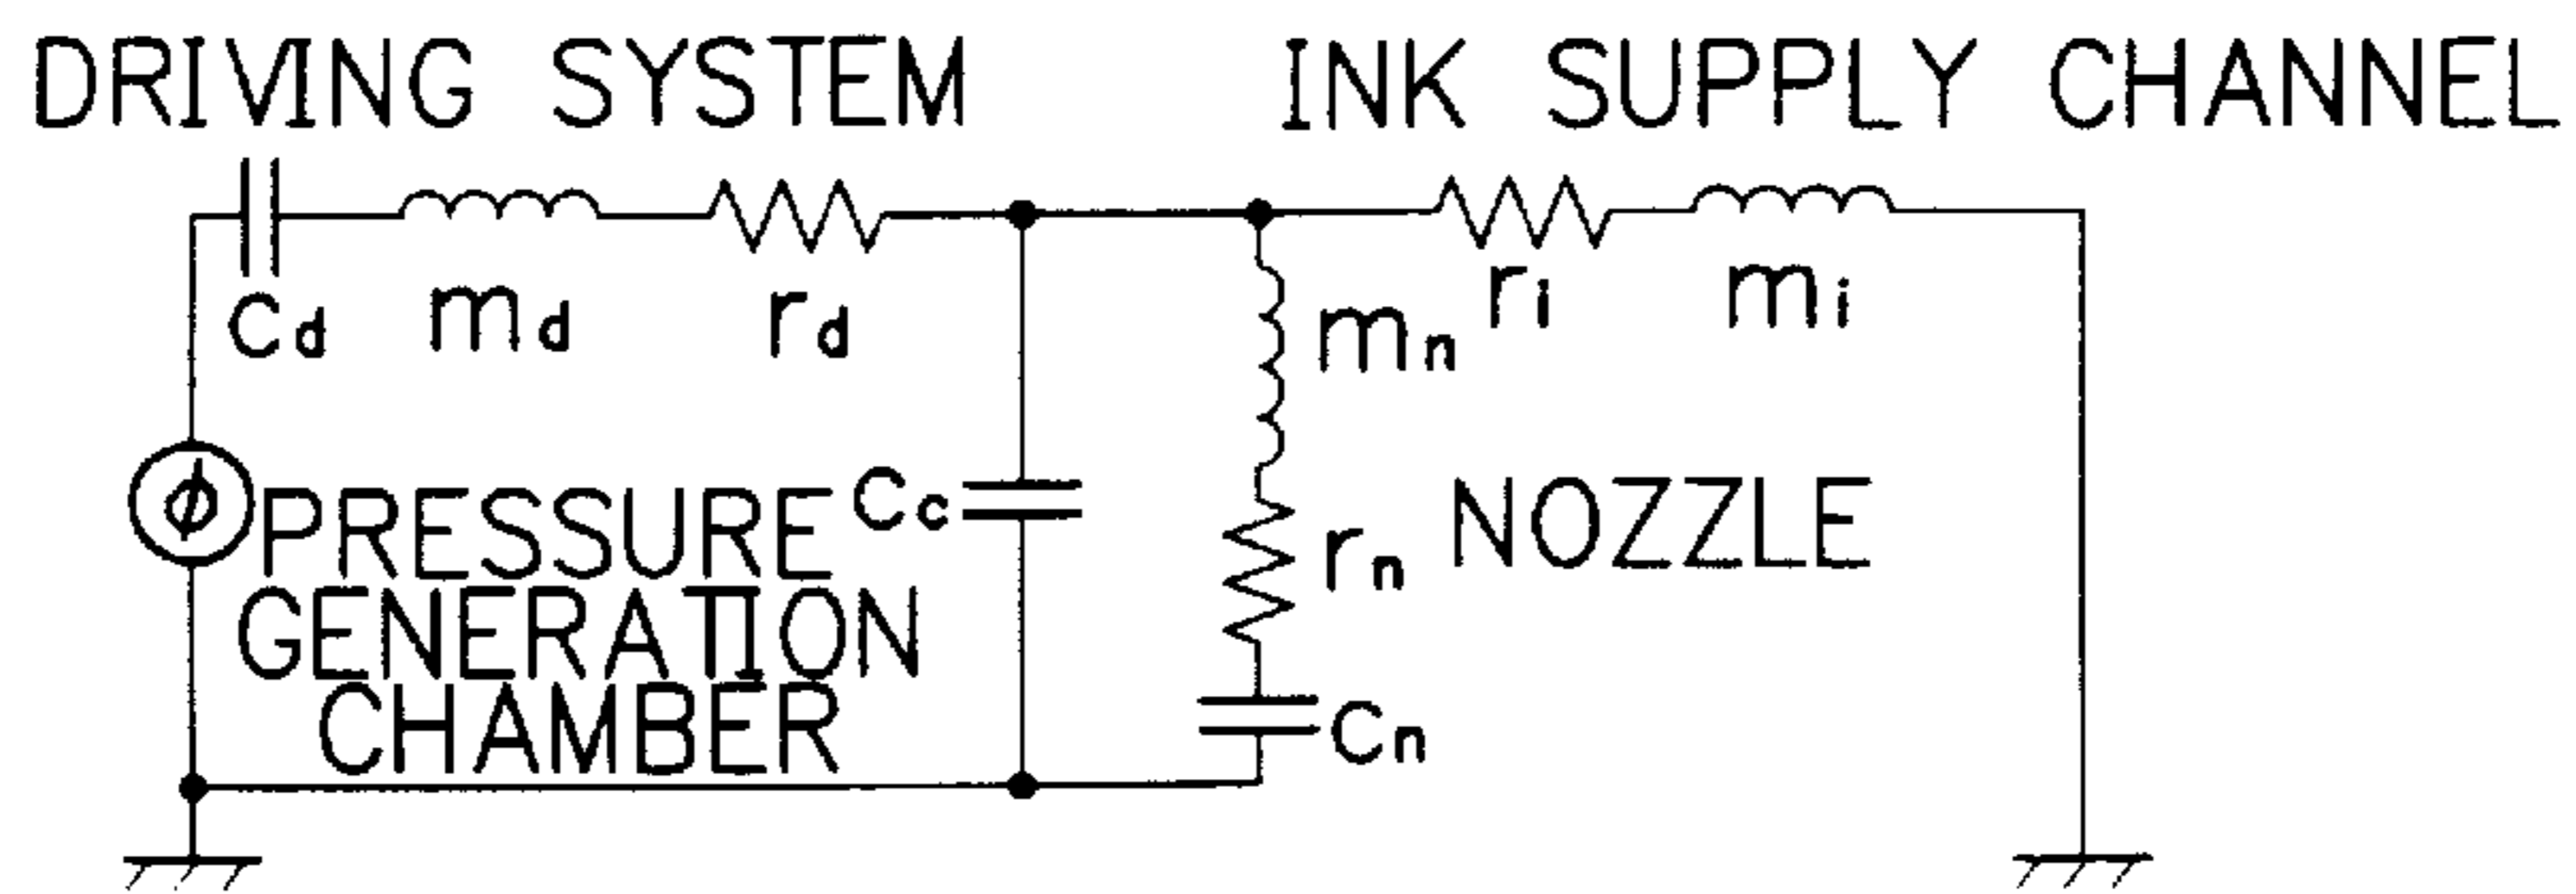 DRIVING SYSTEM
INK SUPPLY CHANNEL
Cd
md
rd
ri
mi
mn
ϕ
PRESSURE
GENERATION
CHAMBER
Cc
rn
NOZZLE
Cn